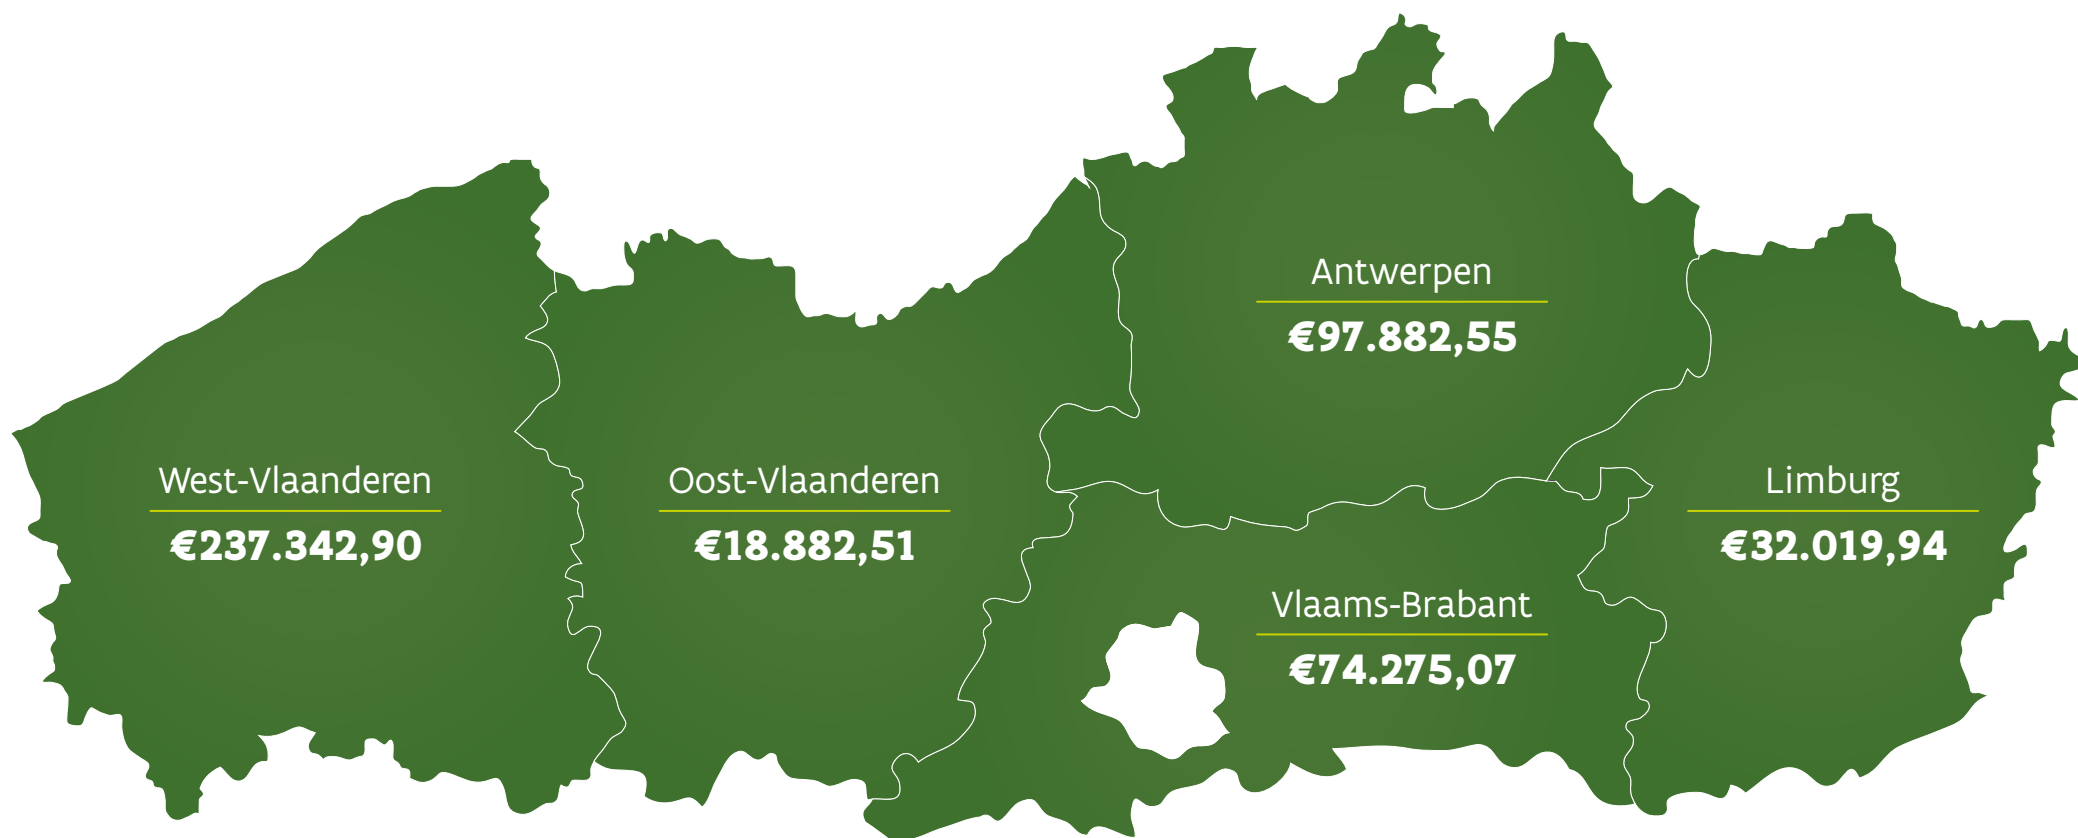 Antwerpen
€97.882,55
West-Vlaanderen
€237.342,90
Oost-Vlaanderen
€18.882,51
Limburg
€32.019,94
Vlaams-Brabant
€74.275,07